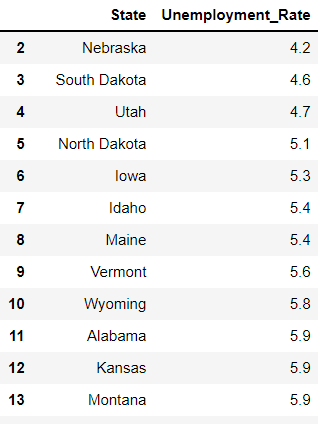 State Unemployment_Rate
2 Nebraska 4.2
3 South Dakota 4.6
4 Utah 4.7
5 North Dakota 5.1
6 Iowa 5.3
7 Idaho 5.4
8 Maine 5.4
9 Vermont 5.6
10 Wyoming 5.8
11 Alabama 5.9
12 Kansas 5.9
13 Montana 5.9